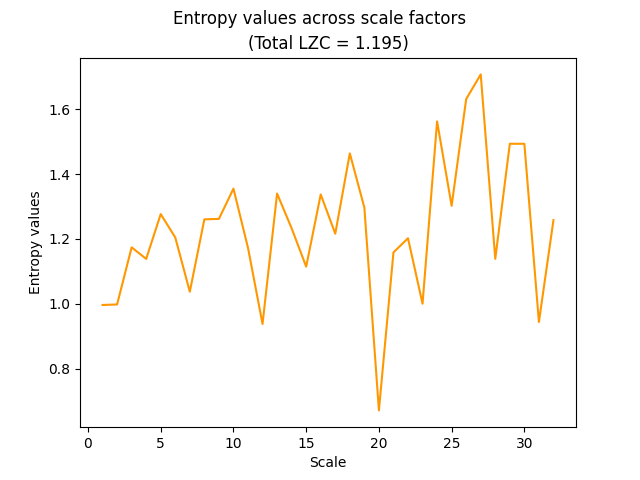 Entropy values across scale factors
(Total LZC = 1.195)
1.6
1.4
1.2
1.0
0.8
Entropy values
0 5 10 15 20 25 30
Scale